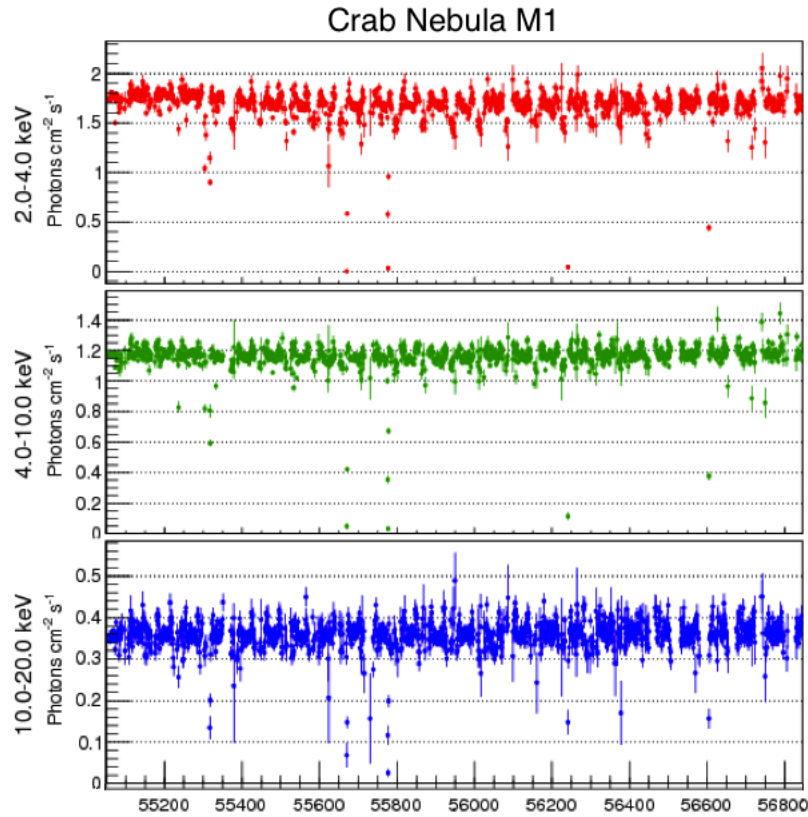 Crab Nebula M1
2.0-4.0 keV
Photons cm⁻² s⁻¹
2
1.5
1
0.5
0
4.0-10.0 keV
Photons cm⁻² s⁻¹
1.4
1.2
1
0.8
0.6
0.4
0.2
0
10.0-20.0 keV
Photons cm⁻² s⁻¹
0.5
0.4
0.3
0.2
0.1
0
55200 55400 55600 55800 56000 56200 56400 56600 56800